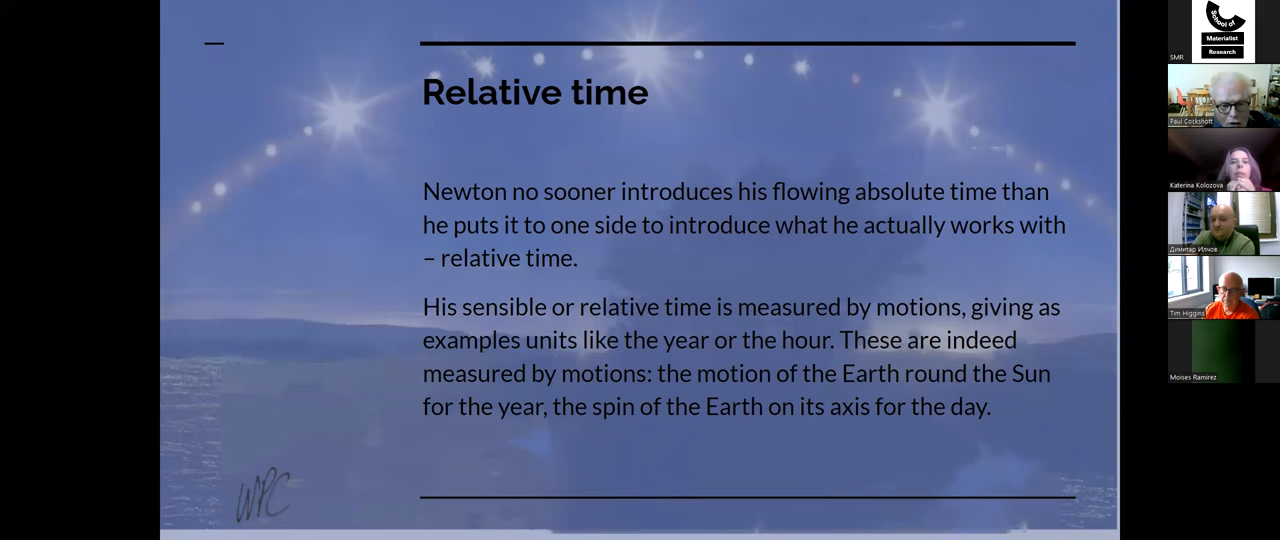 Relative time
Newton no sooner introduces his flowing absolute time than
he puts it to one side to introduce what he actually works with
– relative time.
His sensible or relative time is measured by motions, giving as
examples units like the year or the hour. These are indeed
measured by motions: the motion of the Earth round the Sun
for the year, the spin of the Earth on its axis for the day.
WPC
School of
Materialist
Research
SMR
Paul Cockshott
Katerina Kolozova
Димитар Илчов
Tim Higgins
Moises Ramirez